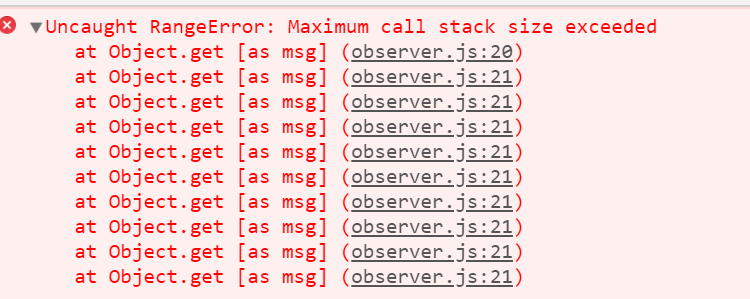 Uncaught RangeError: Maximum call stack size exceeded
at Object.get [as msg] (observer.js:20)
at Object.get [as msg] (observer.js:21)
at Object.get [as msg] (observer.js:21)
at Object.get [as msg] (observer.js:21)
at Object.get [as msg] (observer.js:21)
at Object.get [as msg] (observer.js:21)
at Object.get [as msg] (observer.js:21)
at Object.get [as msg] (observer.js:21)
at Object.get [as msg] (observer.js:21)
at Object.get [as msg] (observer.js:21)